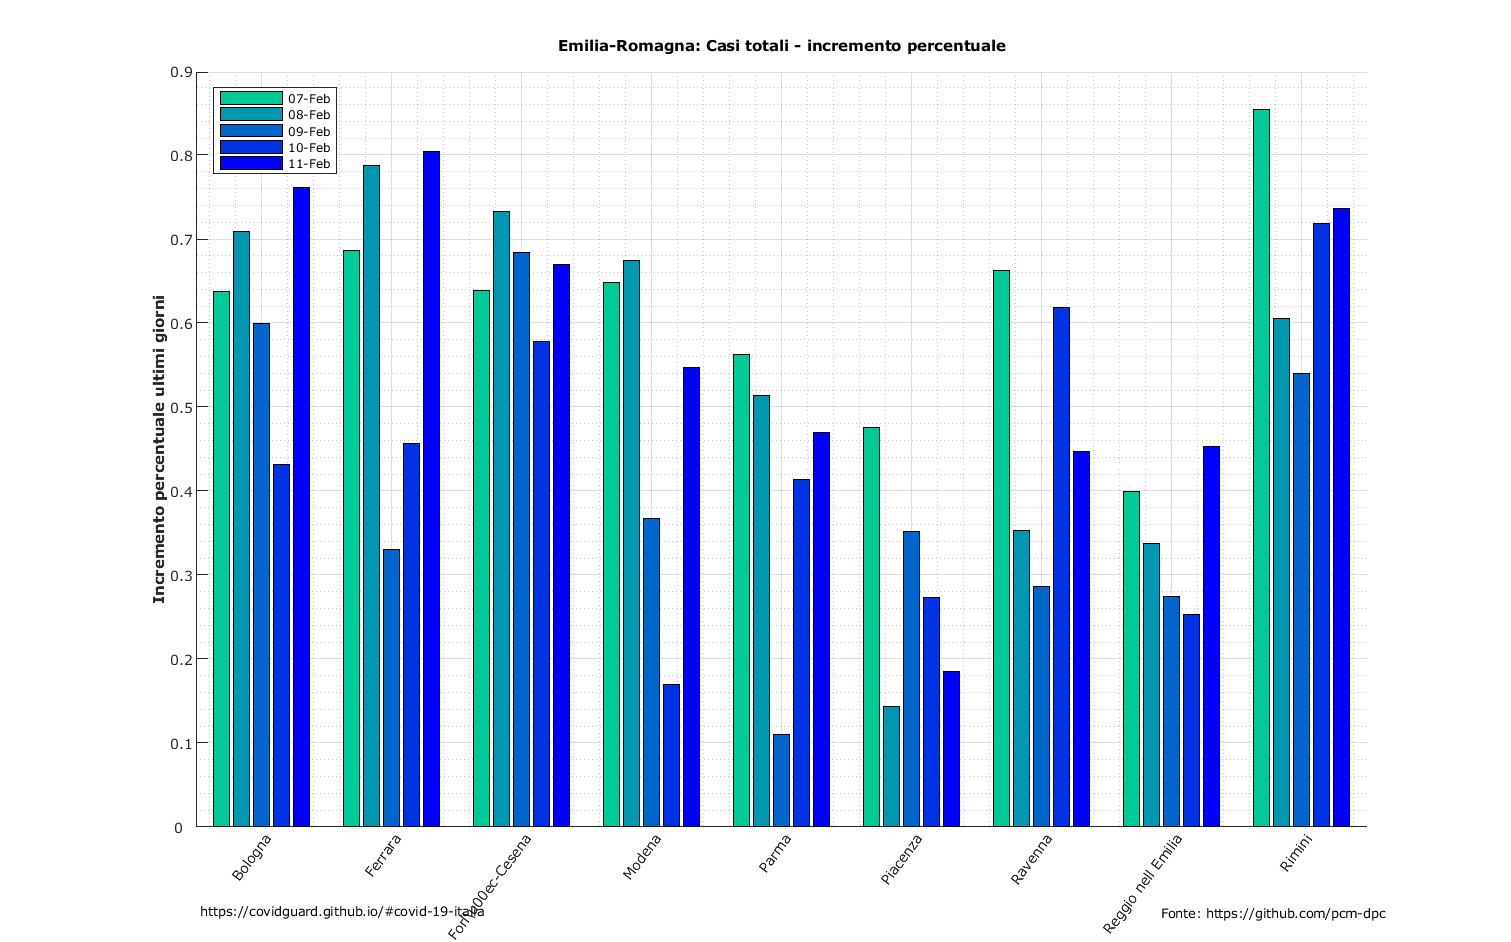 Emilia-Romagna: Casi totali - incremento percentuale
Incremento percentuale ultimi giorni
0.9
0.8
0.7
0.6
0.5
0.4
0.3
0.2
0.1
0
07-Feb
08-Feb
09-Feb
10-Feb
11-Feb
Bologna
Ferrara
Forl\u00ec-Cesena
Modena
Parma
Piacenza
Ravenna
Reggio nell Emilia
Rimini
https://covidguard.github.io/#covid-19-italia
Fonte: https://github.com/pcm-dpc